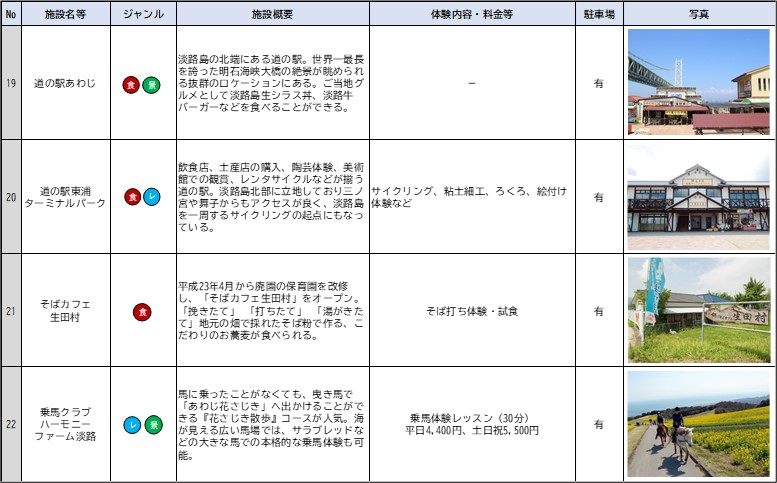 No 施設名等 ジャンル 施設概要 体験内容・料金等 駐車場 写真
19
道の駅あわじ
食 景
淡路島の北端にある道の駅。世界一最長
を誇った明石海峡大橋の絶景が眺められ
る抜群のロケーションにある。ご当地グ
ルメとして淡路島生シラス丼、淡路牛
バーガーなどを食べることができる。
－
有
20
道の駅東浦
ターミナルパーク
食 レ
飲食店、土産店の購入、陶芸体験、美術
館での観賞、レンタサイクルなどが揃う
道の駅。淡路島北部に立地しており三ノ
宮や舞子からもアクセスが良く、淡路島
を一周するサイクリングの起点にもなっ
ている。
サイクリング、粘土細工、ろくろ、絵付け
体験など
有
21
そばカフェ
生田村
食
平成23年4月から廃園の保育園を改修
し、「そばカフェ生田村」をオープン。
「挽きたて」 「打ちたて」 「湯がきた
て」地元の畑で採れたそば粉で作る、こ
だわりのお蕎麦が食べられる。
そば打ち体験・試食
有
生田村
22
乗馬クラブ
ハーモニー
ファーム淡路
レ 景
馬に乗ったことがなくても、曳き馬で
「あわじ花さじき」へ出かけることがで
きる『花さじき散歩』コースが人気。海
が見える広い馬場では、サラブレッドな
どの大きな馬での本格的な乗馬体験も可
能。
乗馬体験レッスン（30分）
平日4,400円、土日祝5,500円
有